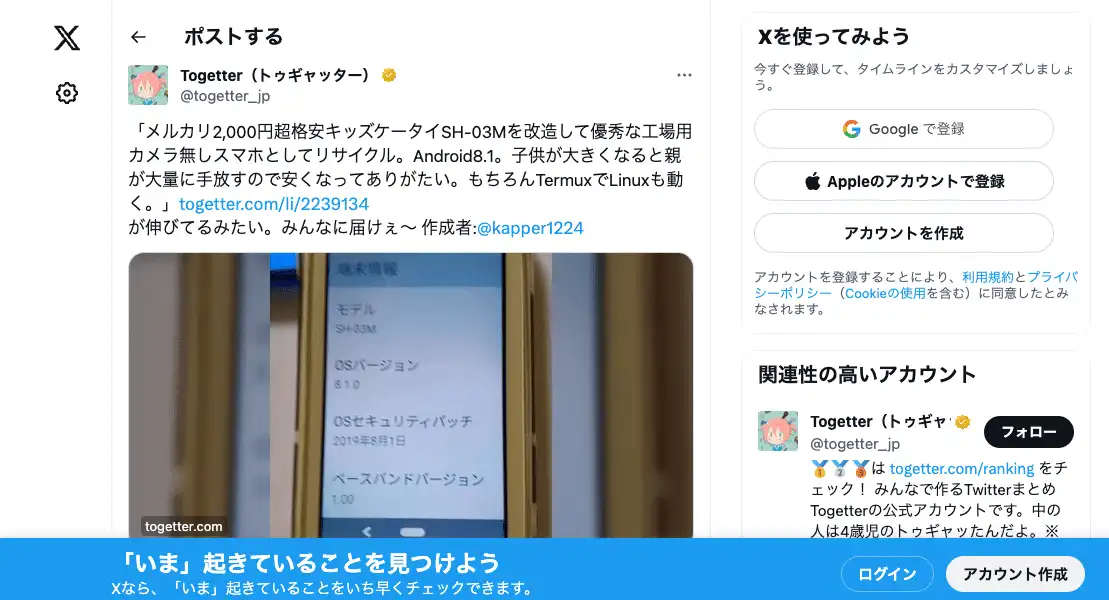 ポストする
Togetter（トゥギャッター）
@togetter_jp
「メルカリ2,000円超格安キッズケータイSH-03Mを改造して優秀な工場用
カメラ無しスマホとしてリサイクル。Android8.1。子供が大きくなると親
が大量に手放すので安くなってありがたい。もちろんTermuxでLinuxも動
く。」togetter.com/li/2239134
が伸びてるみたい。みんなに届けぇ〜 作成者:@kapper1224
端末情報
モデル
SH-03M
OSバージョン
8.1.0
OSセキュリティパッチ
2019年8月1日
ベースバンドバージョン
1.00
togetter.com
Xを使ってみよう
今すぐ登録して、タイムラインをカスタマイズしましょ
う。
Google で登録
Appleのアカウントで登録
アカウントを作成
アカウントを登録することにより、利用規約とプライバ
シーポリシー（Cookieの使用を含む）に同意したとみ
なされます。
関連性の高いアカウント
Togetter（トゥギャ
@togetter_jp
フォロー
🥇🥈🥉は togetter.com/ranking をチ
ェック！ みんなで作るTwitterまとめ
Togetterの公式アカウントです。中の
人は4歳児のトゥギャッたんだよ。※
「いま」起きていることを見つけよう
Xなら、「いま」起きていることをいち早くチェックできます。
ログイン
アカウント作成